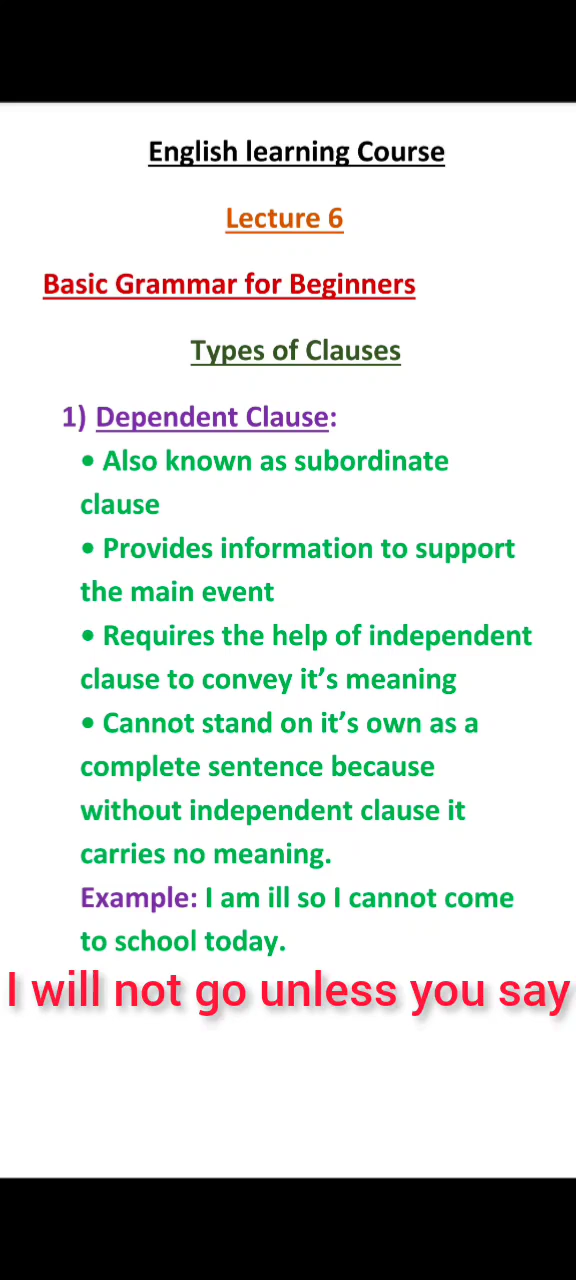 English learning Course
Lecture 6
Basic Grammar for Beginners
Types of Clauses
1) Dependent Clause:
• Also known as subordinate
clause
• Provides information to support
the main event
• Requires the help of independent
clause to convey it’s meaning
• Cannot stand on it’s own as a
complete sentence because
without independent clause it
carries no meaning.
Example: I am ill so I cannot come
to school today.
I will not go unless you say